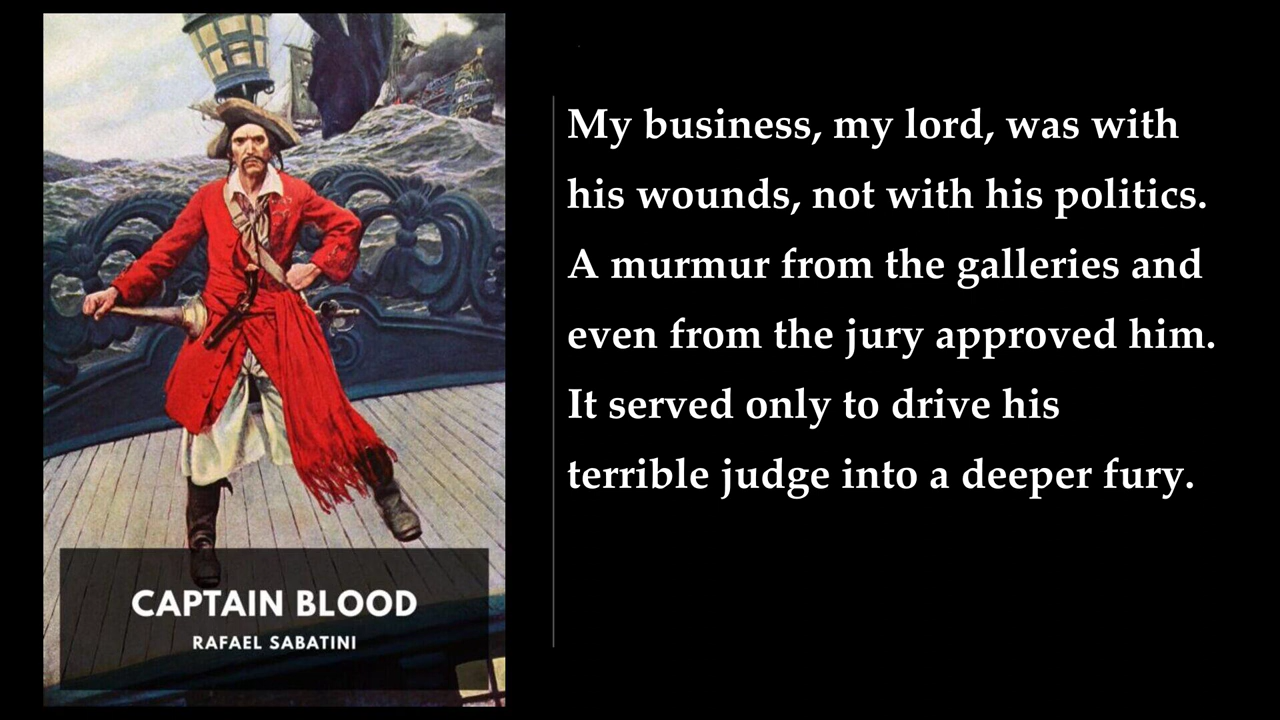 My business, my lord, was with
his wounds, not with his politics.
A murmur from the galleries and
even from the jury approved him.
It served only to drive his
terrible judge into a deeper fury.
CAPTAIN BLOOD
RAFAEL SABATINI